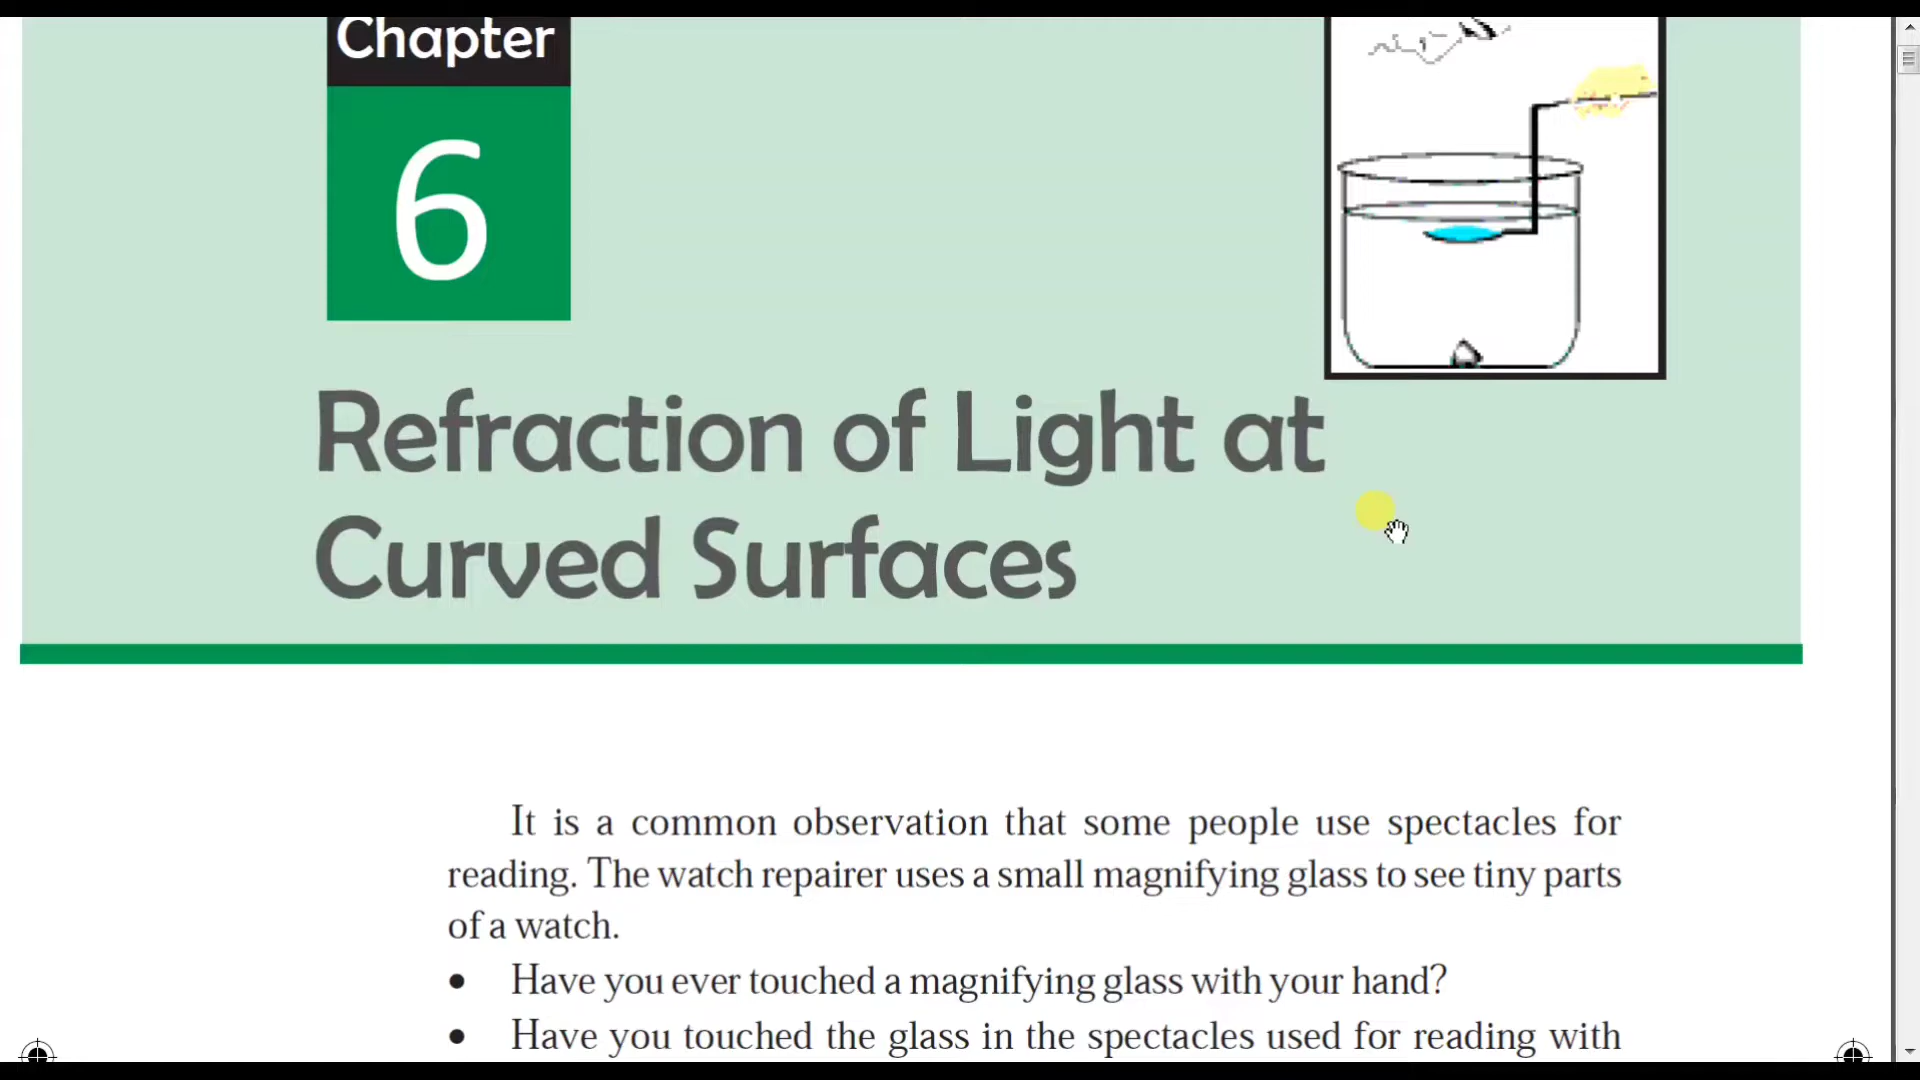 Chapter
6
Refraction of Light at
Curved Surfaces
It is a common observation that some people use spectacles for
reading. The watch repairer uses a small magnifying glass to see tiny parts
of a watch.
• Have you ever touched a magnifying glass with your hand?
• Have you touched the glass in the spectacles used for reading with